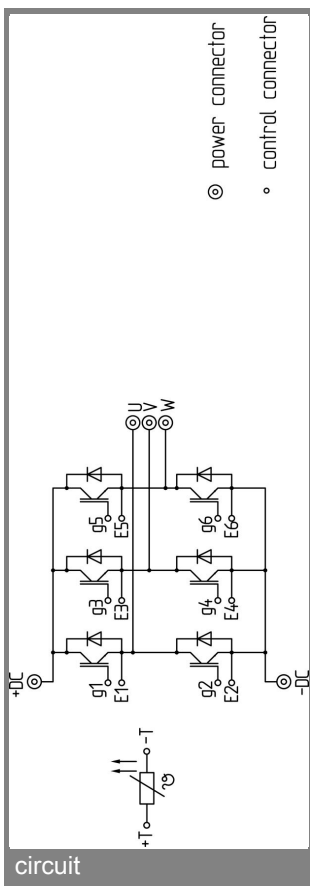 ◎ power connector
∘ control connector
U
V
W
g5
E5
g6
E6
g3
E3
g4
E4
+DC
g1
E1
g2
E2
-DC
-T
ϑ
+T
circuit